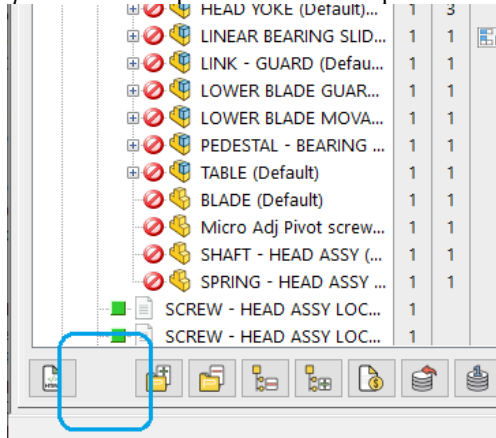 HEAD YOKE (Default)... 1 3
LINEAR BEARING SLID... 1 1
LINK - GUARD (Defau... 1 1
LOWER BLADE GUAR... 1 1
LOWER BLADE MOVA... 1 1
PEDESTAL - BEARING ... 1 1
TABLE (Default) 1 1
BLADE (Default) 1 1
Micro Adj Pivot screw... 1 1
SHAFT - HEAD ASSY (... 1 1
SPRING - HEAD ASSY ... 1 1
SCREW - HEAD ASSY LOC... 1
SCREW - HEAD ASSY LOC... 1